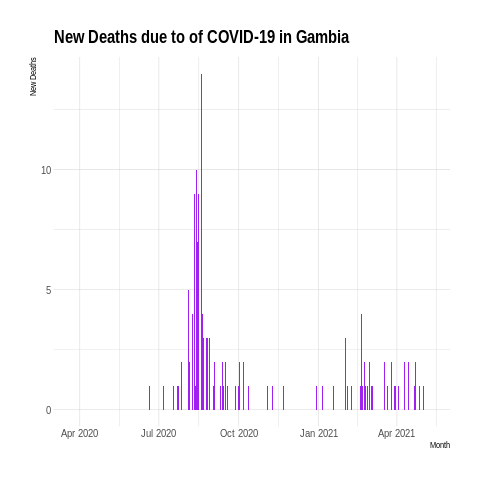 New Deaths due to of COVID-19 in Gambia
New Deaths
10
5
0
Apr 2020 Jul 2020 Oct 2020 Jan 2021 Apr 2021
Month